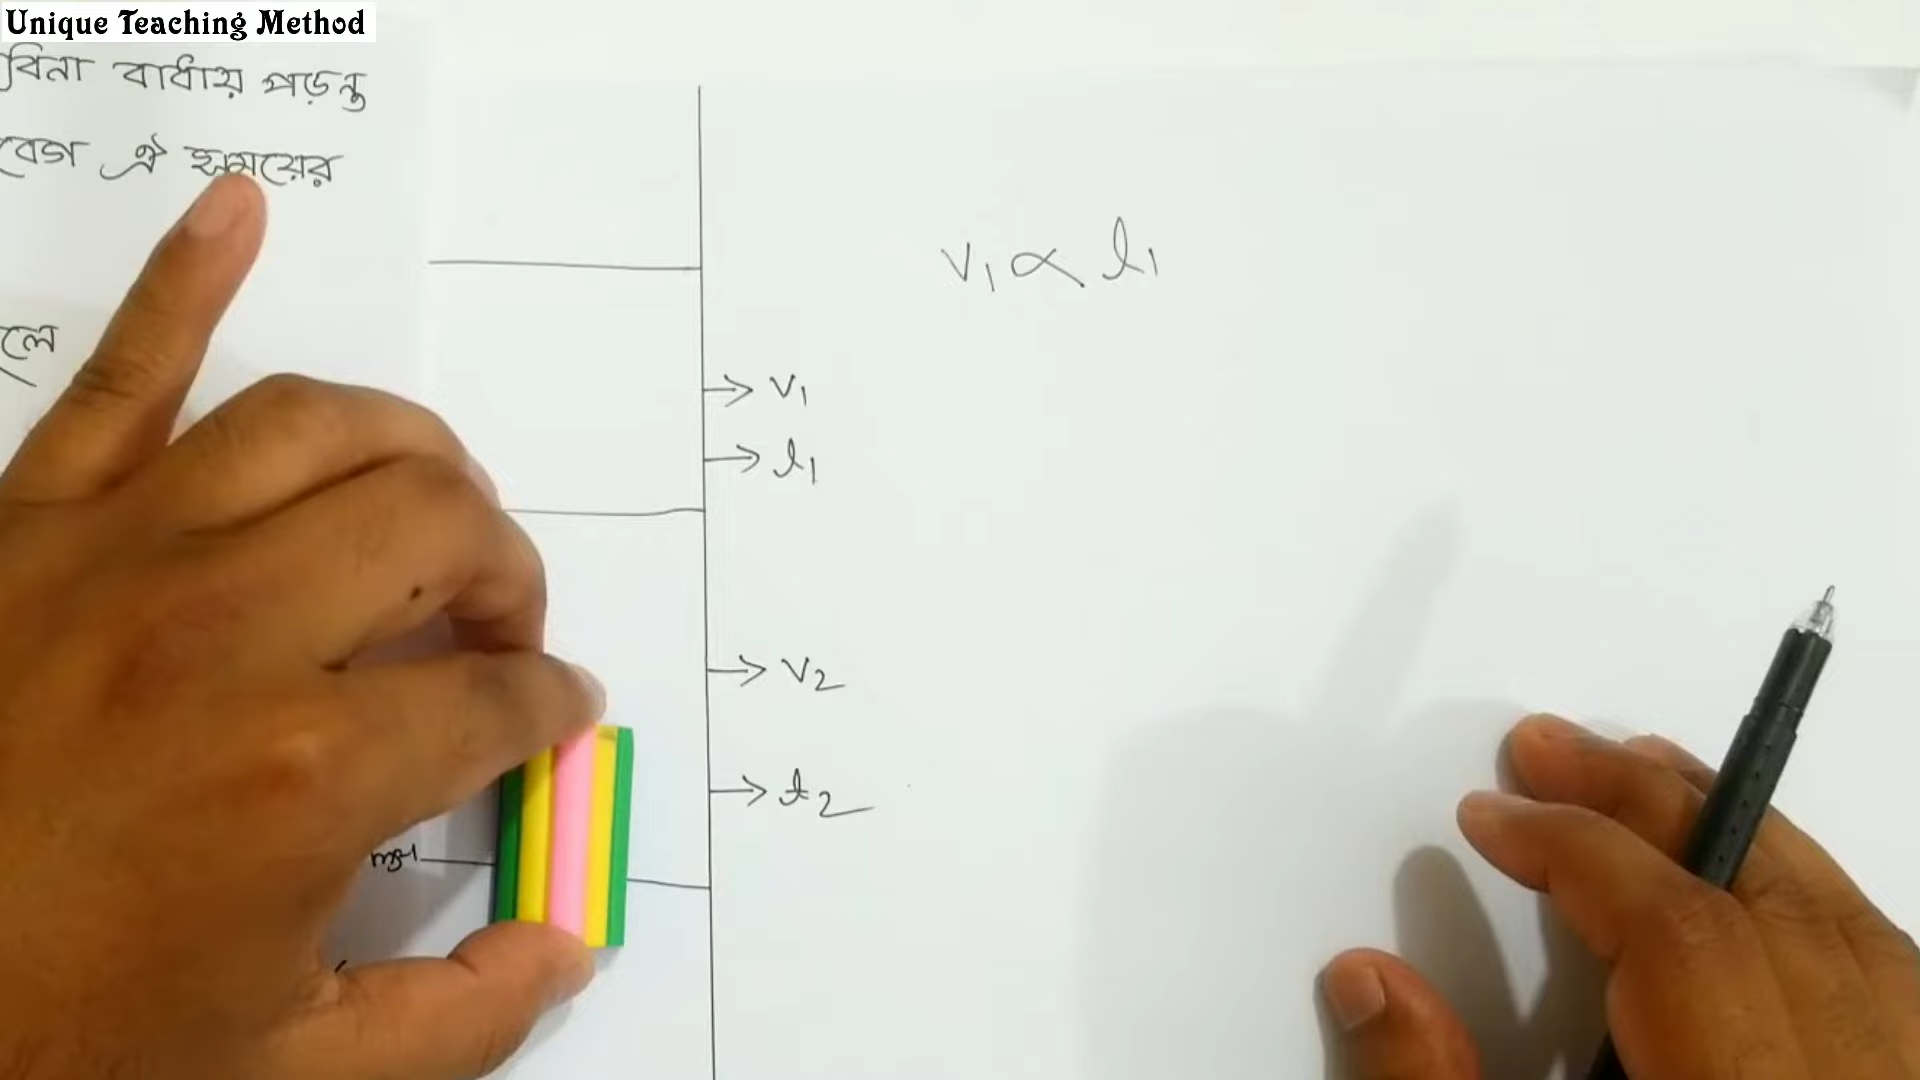 Unique Teaching Method
বিনা বাধায় পড়ন্ত
বেগ ঐ সময়ের
লে
v₁ ∝ t₁
→ v₁
→ t₁
→ v₂
→ t₂